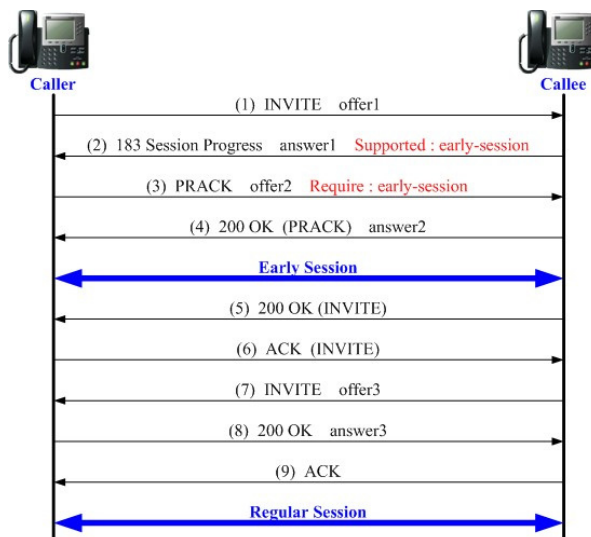 Caller
Callee
(1) INVITE offer1
(2) 183 Session Progress answer1 Supported : early-session
(3) PRACK offer2 Require : early-session
(4) 200 OK (PRACK) answer2
Early Session
(5) 200 OK (INVITE)
(6) ACK (INVITE)
(7) INVITE offer3
(8) 200 OK answer3
(9) ACK
Regular Session